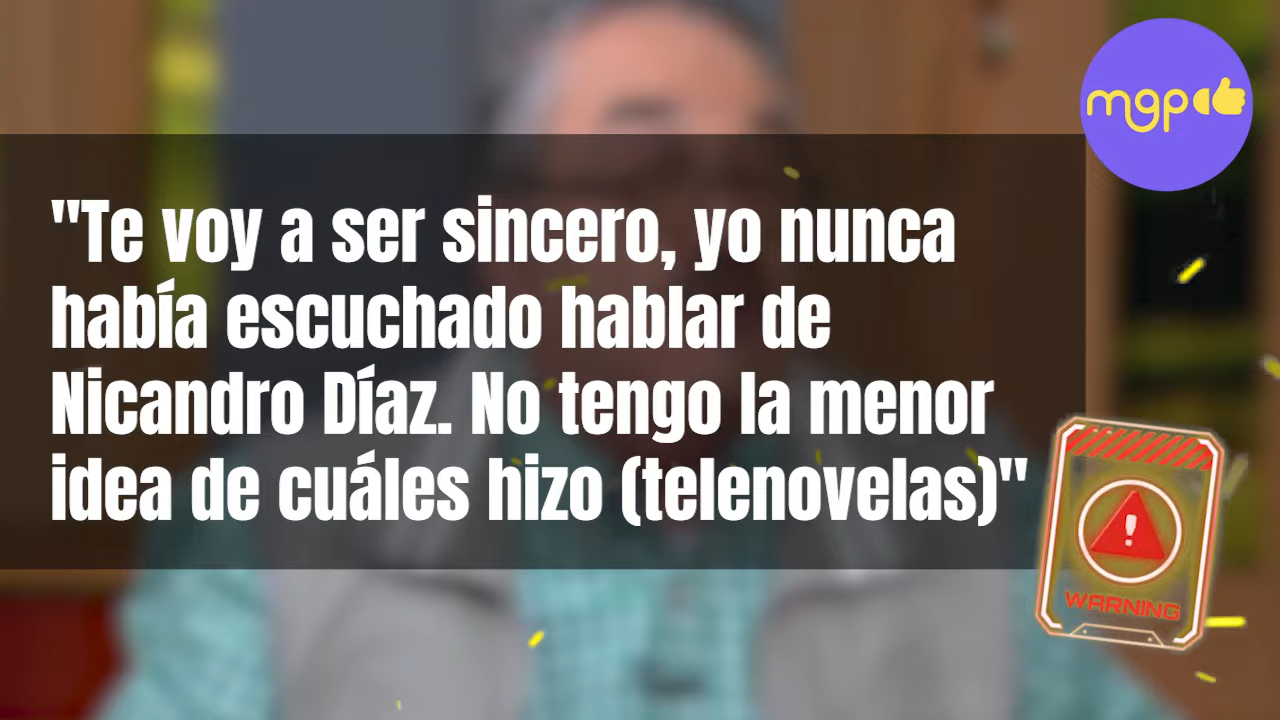 mgp
"Te voy a ser sincero, yo nunca
había escuchado hablar de
Nicandro Díaz. No tengo la menor
idea de cuáles hizo (telenovelas)"
WARNING